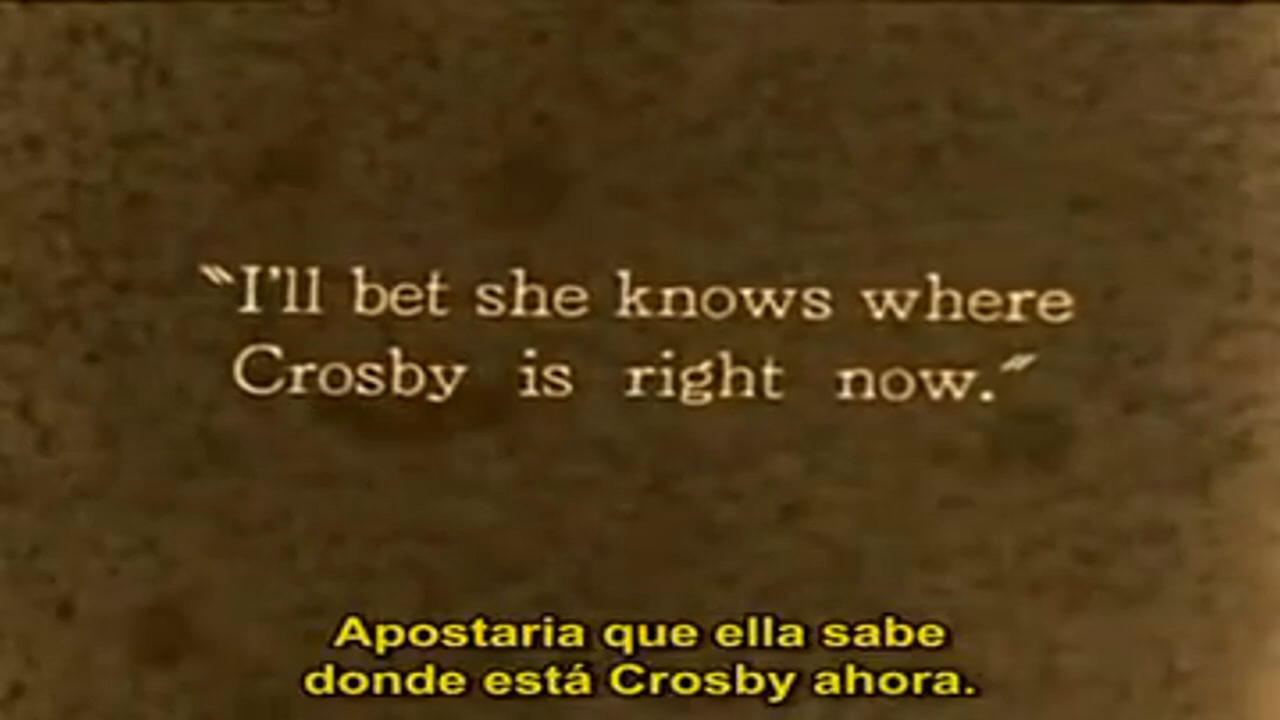 "I'll bet she knows where
Crosby is right now."
Apostaria que ella sabe
donde está Crosby ahora.